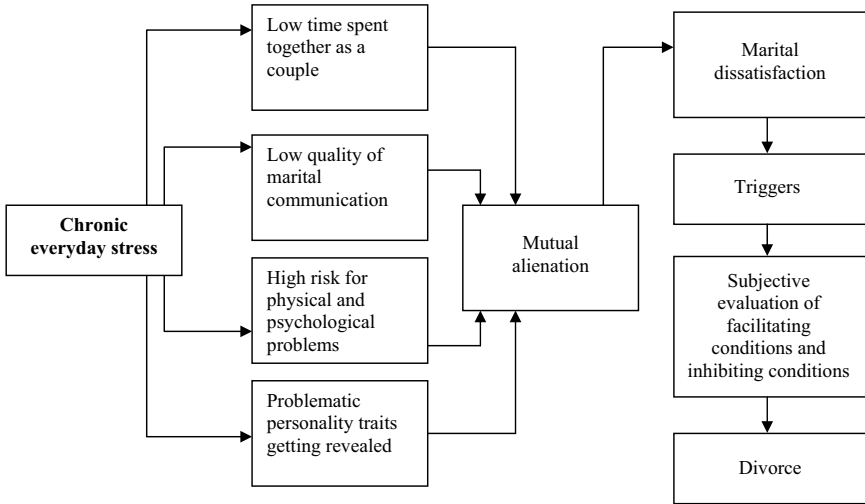 Chronic
everyday stress
Low time spent
together as a
couple
Low quality of
marital
communication
High risk for
physical and
psychological
problems
Problematic
personality traits
getting revealed
Mutual
alienation
Marital
dissatisfaction
Triggers
Subjective
evaluation of
facilitating
conditions and
inhibiting conditions
Divorce